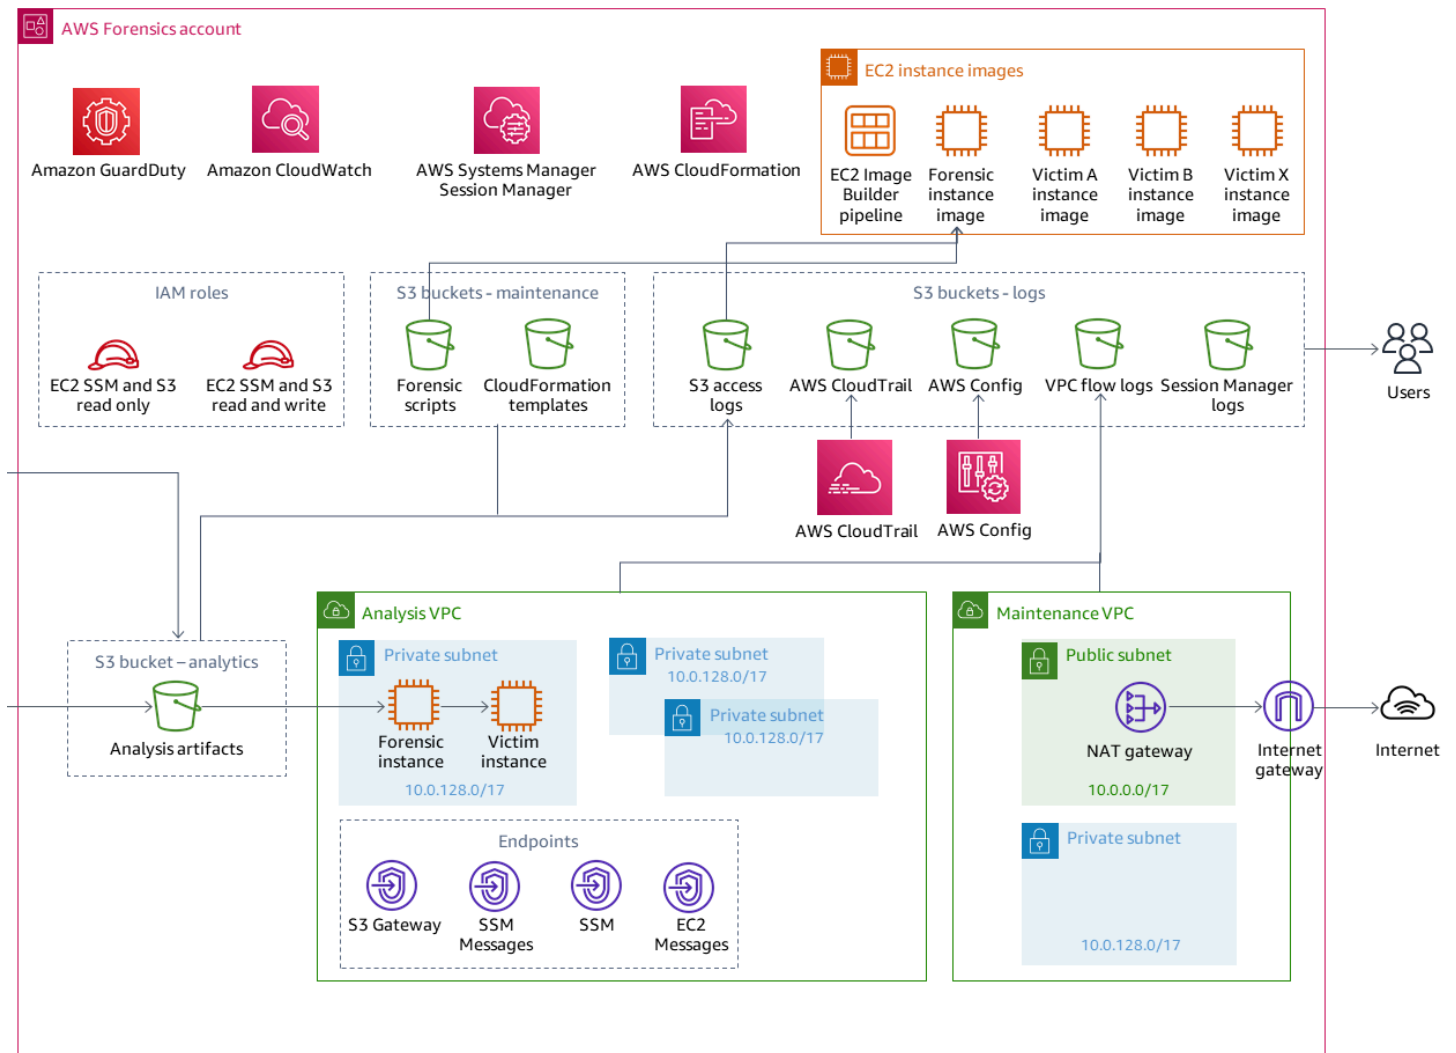 AWS Forensics account
EC2 instance images
Amazon GuardDuty
Amazon CloudWatch
AWS Systems Manager
Session Manager
AWS CloudFormation
EC2 Image
Builder
pipeline
Forensic
instance
image
Victim A
instance
image
Victim B
instance
image
Victim X
instance
image
IAM roles
EC2 SSM and S3
read only
EC2 SSM and S3
read and write
S3 buckets - maintenance
Forensic
scripts
CloudFormation
templates
S3 buckets - logs
S3 access
logs
AWS CloudTrail
AWS Config
VPC flow logs
Session Manager
logs
Users
AWS CloudTrail
AWS Config
S3 bucket – analytics
Analysis artifacts
Analysis VPC
Private subnet
Forensic
instance
Victim
instance
10.0.128.0/17
Private subnet
10.0.128.0/17
Private subnet
10.0.128.0/17
Endpoints
S3 Gateway
SSM
Messages
SSM
EC2
Messages
Maintenance VPC
Public subnet
NAT gateway
10.0.0.0/17
Internet
gateway
Internet
Private subnet
10.0.128.0/17